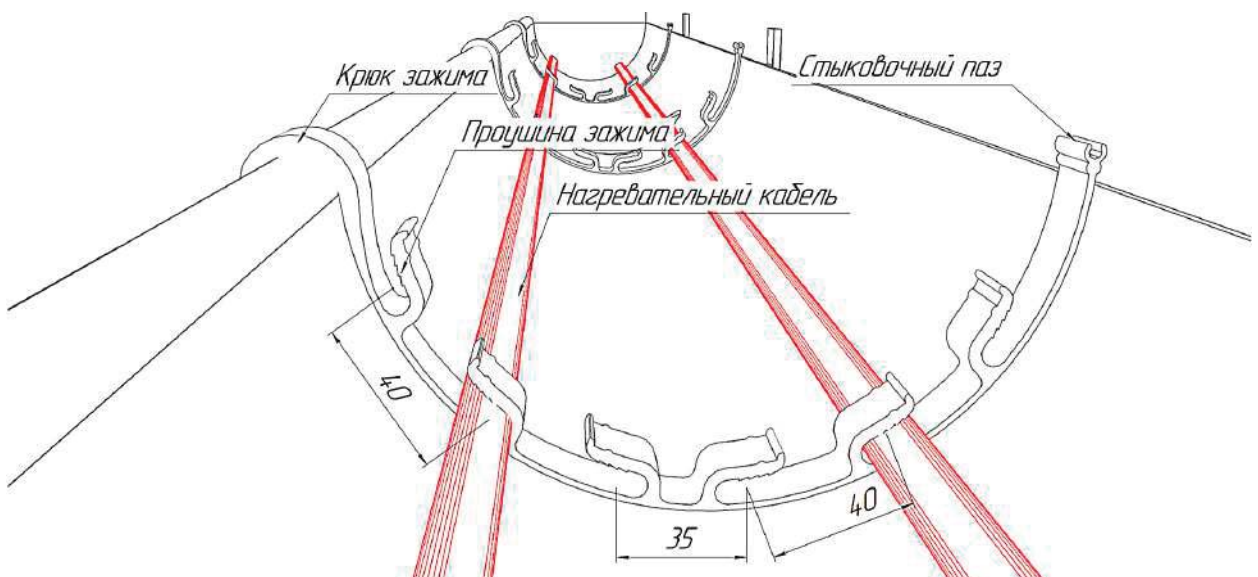 Крюк зажима
Стыковочный паз
Проушина зажима
Нагревательный кабель
40
40
35